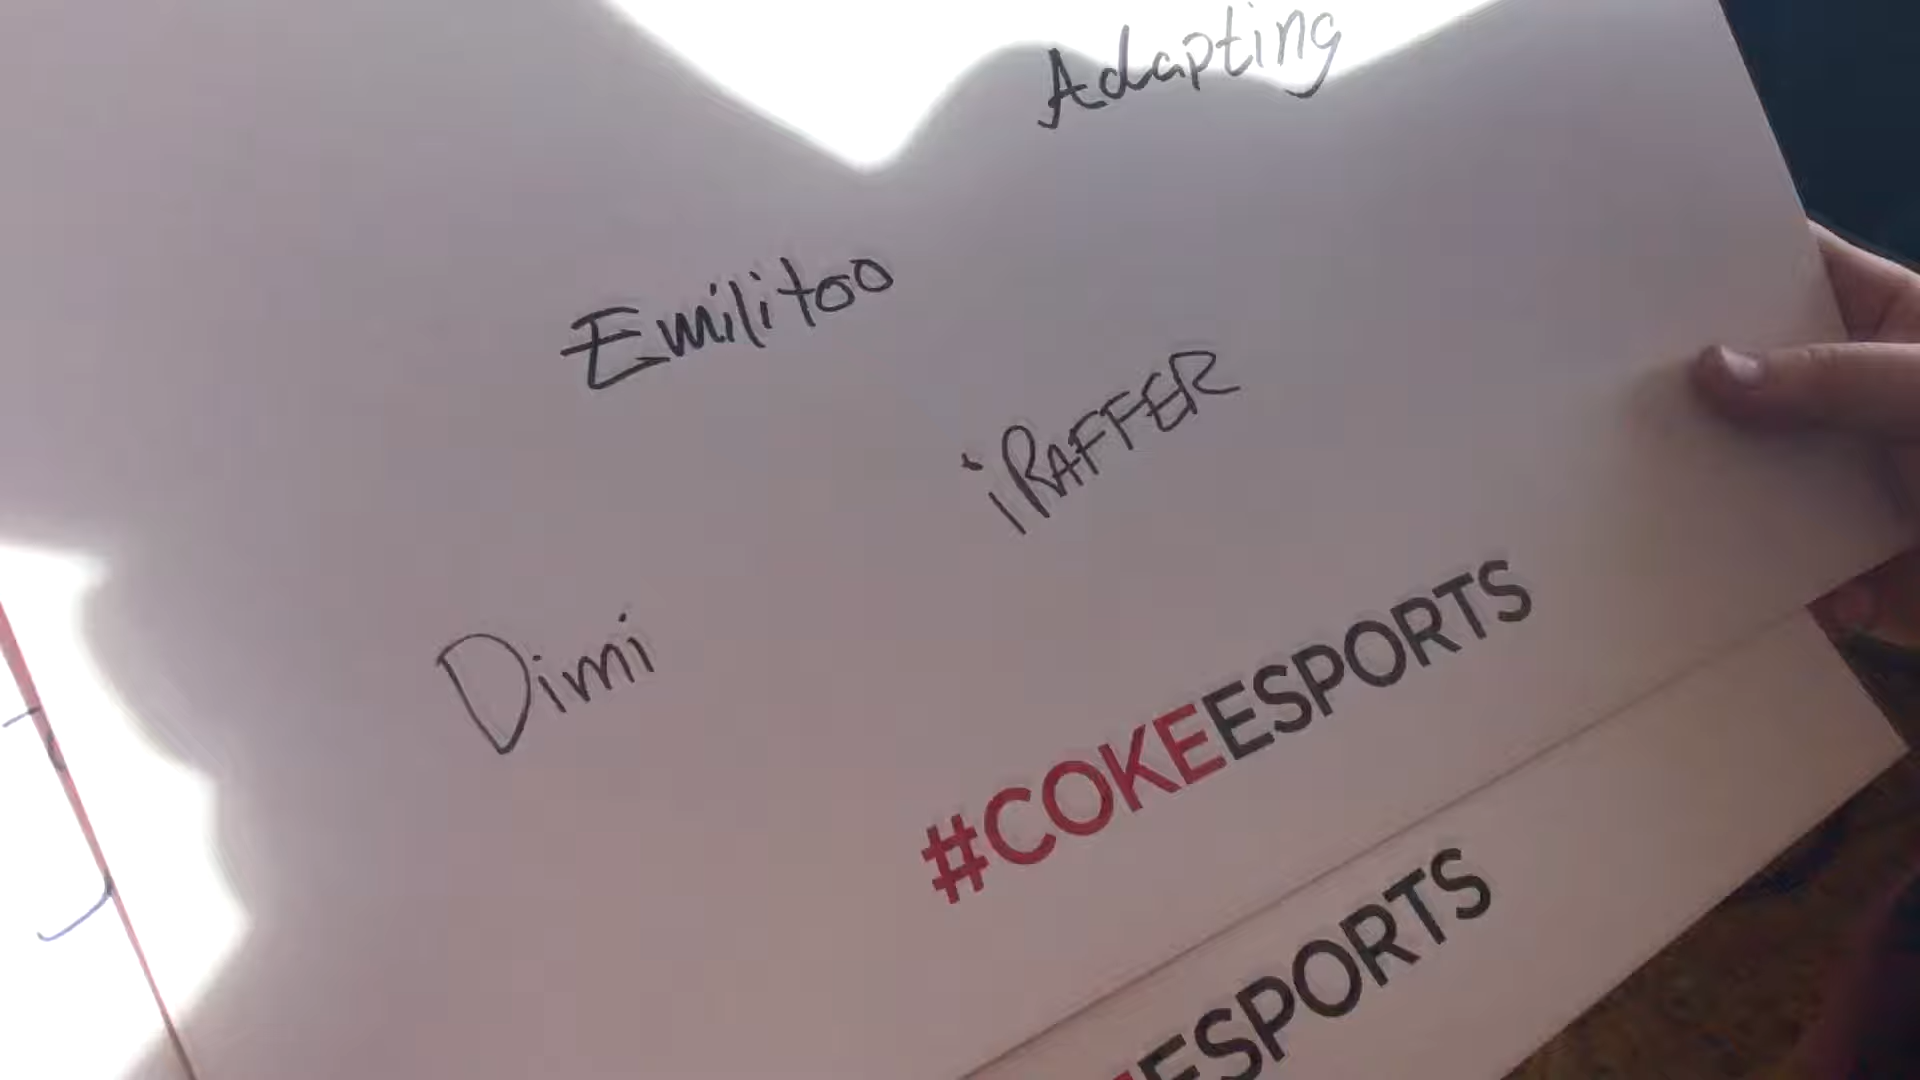 Adapting
Emilitoo
iRAFFER
Dimi
#COKEESPORTS
ESPORTS